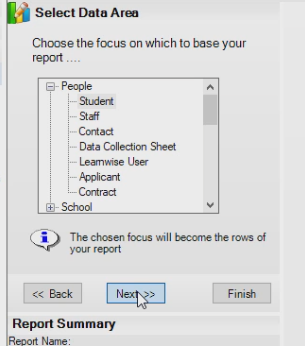 Select Data Area
Choose the focus on which to base your
report ....
People
Student
Staff
Contact
Data Collection Sheet
Learnwise User
Applicant
Contract
School
The chosen focus will become the rows of
your report
<< Back Next >> Finish
Report Summary
Report Name: